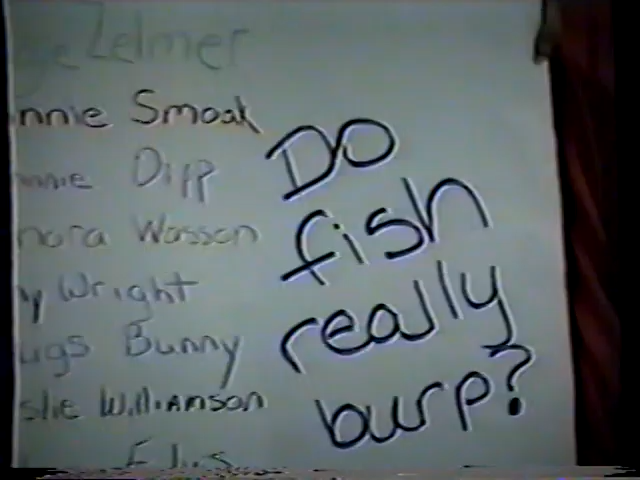 Zelmer
nnie Smoak
nnie Dipp
nora Wasson
y Wright
ugs Bunny
slie Williamson
Do
fish
really
burp?